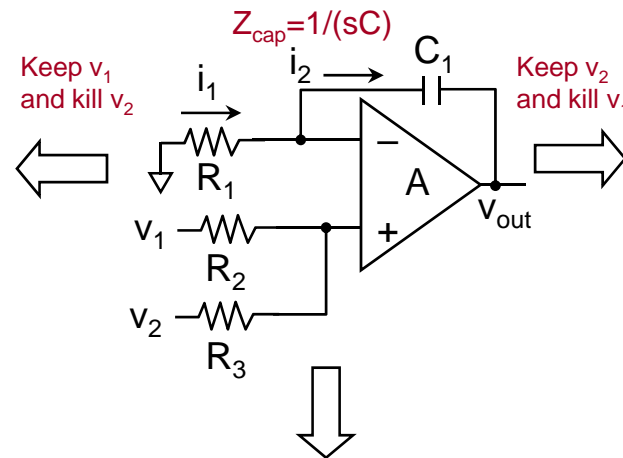 Z_cap=1/(sC)
Keep v_1
and kill v_2
i_1
i_2
C_1
Keep v_2
and kill v
R_1
−
A
+
v_out
v_1
R_2
v_2
R_3